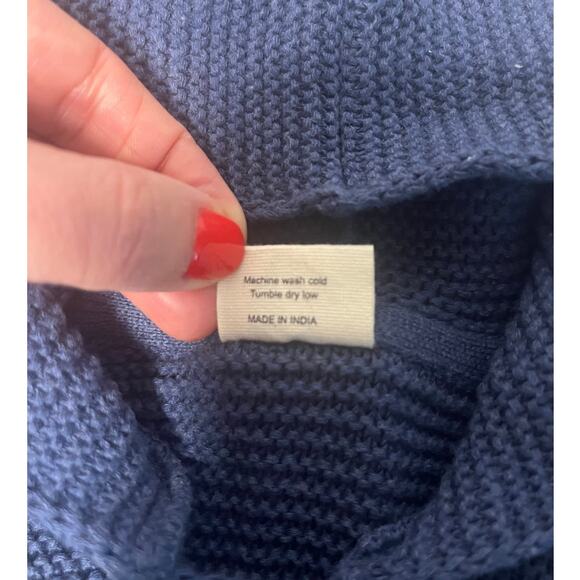 Machine wash cold
Tumble dry low
MADE IN INDIA